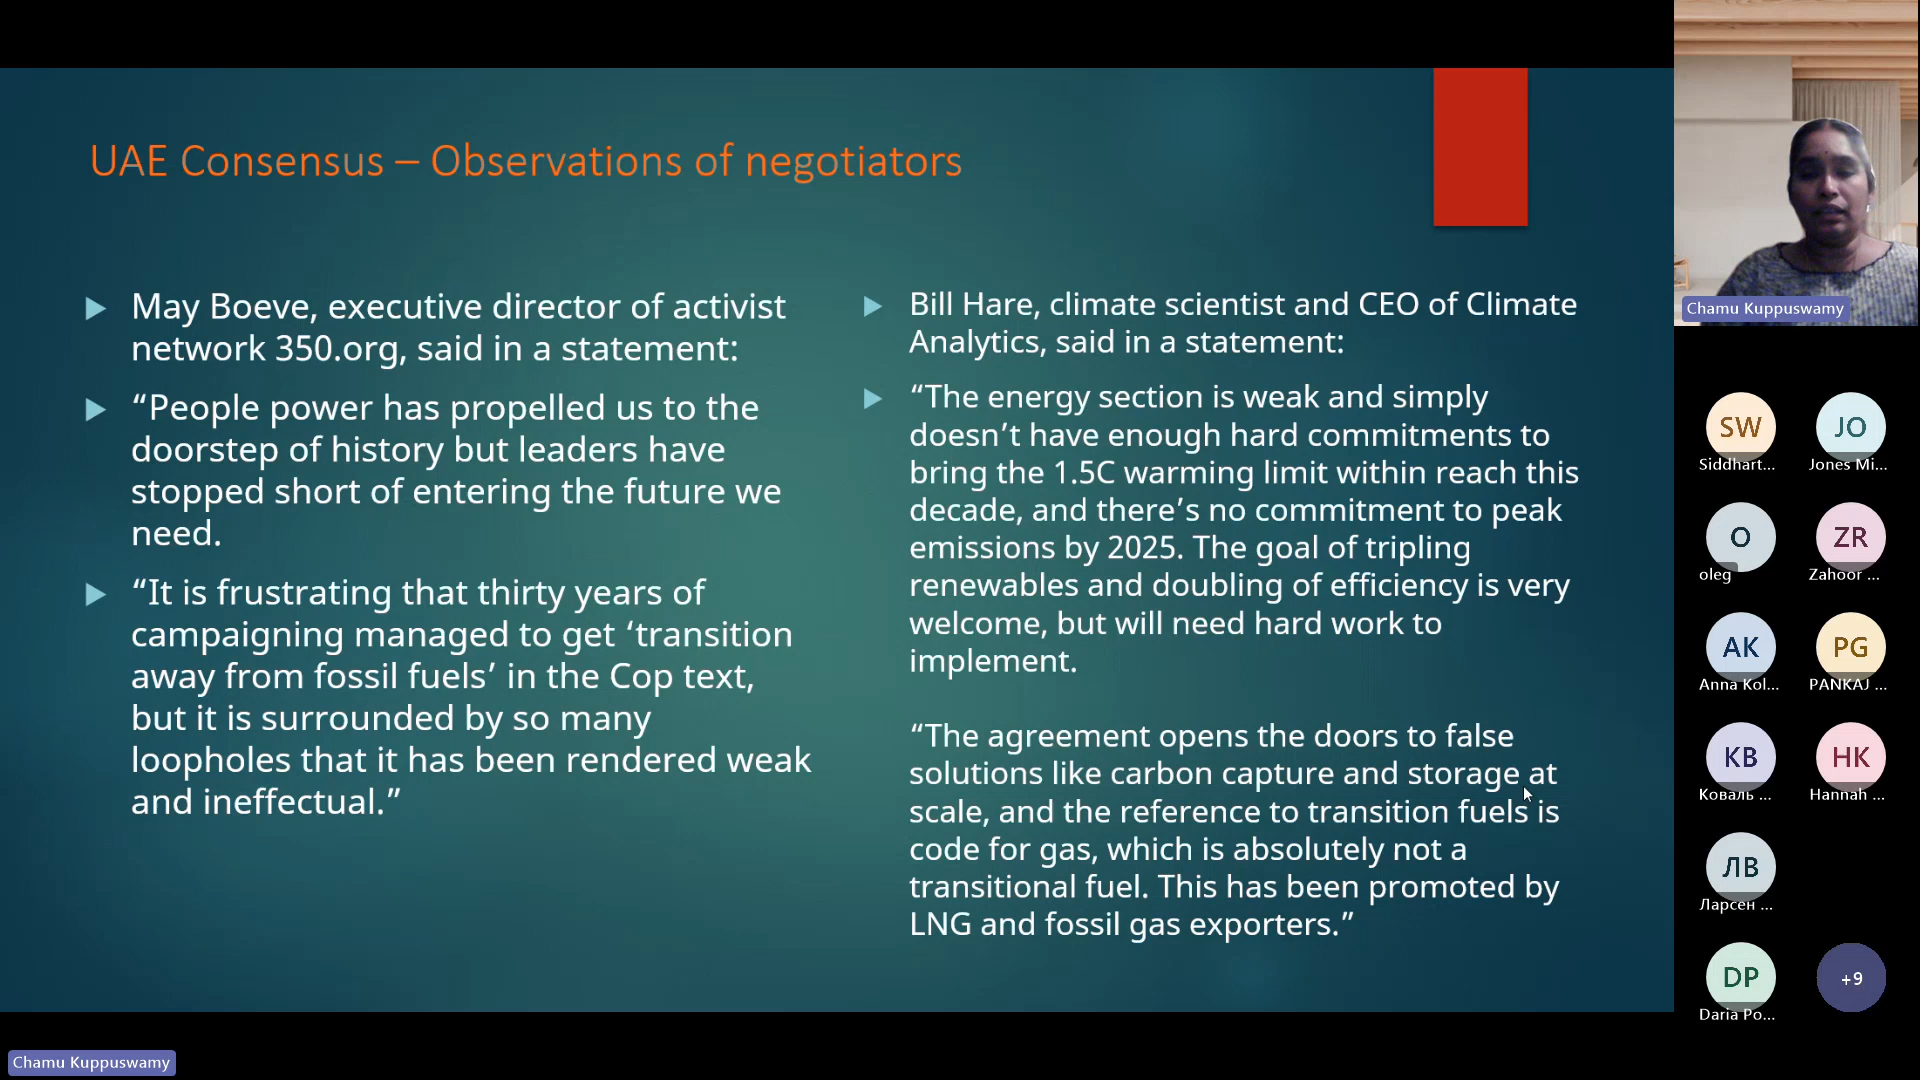 UAE Consensus – Observations of negotiators
May Boeve, executive director of activist
network 350.org, said in a statement:
“People power has propelled us to the
doorstep of history but leaders have
stopped short of entering the future we
need.
“It is frustrating that thirty years of
campaigning managed to get ‘transition
away from fossil fuels’ in the Cop text,
but it is surrounded by so many
loopholes that it has been rendered weak
and ineffectual.”
Bill Hare, climate scientist and CEO of Climate
Analytics, said in a statement:
“The energy section is weak and simply
doesn’t have enough hard commitments to
bring the 1.5C warming limit within reach this
decade, and there’s no commitment to peak
emissions by 2025. The goal of tripling
renewables and doubling of efficiency is very
welcome, but will need hard work to
implement.
“The agreement opens the doors to false
solutions like carbon capture and storage at
scale, and the reference to transition fuels is
code for gas, which is absolutely not a
transitional fuel. This has been promoted by
LNG and fossil gas exporters.”
Chamu Kuppuswamy
SW
Siddhart...
JO
Jones Mi...
O
oleg
ZR
Zahoor ...
AK
Anna Kol...
PG
PANKAJ ...
КВ
Коваль ...
HK
Hannah ...
ЛВ
Ларсен ...
DP
Daria Po...
+9
Chamu Kuppuswamy